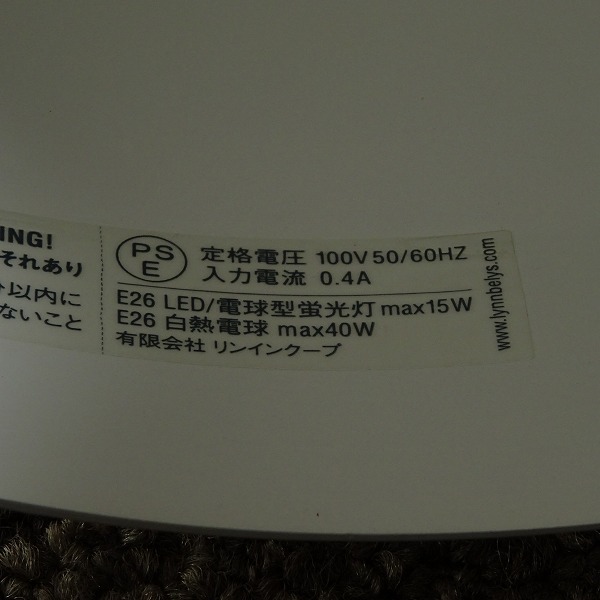 ING!
それあり
以内に
ないこと
PS
E
定格電圧 100V 50/60HZ
入力電流 0.4A
E26 LED/電球型蛍光灯 max15W
E26 白熱電球 max40W
有限会社 リンインクープ
www.lynnbelys.com